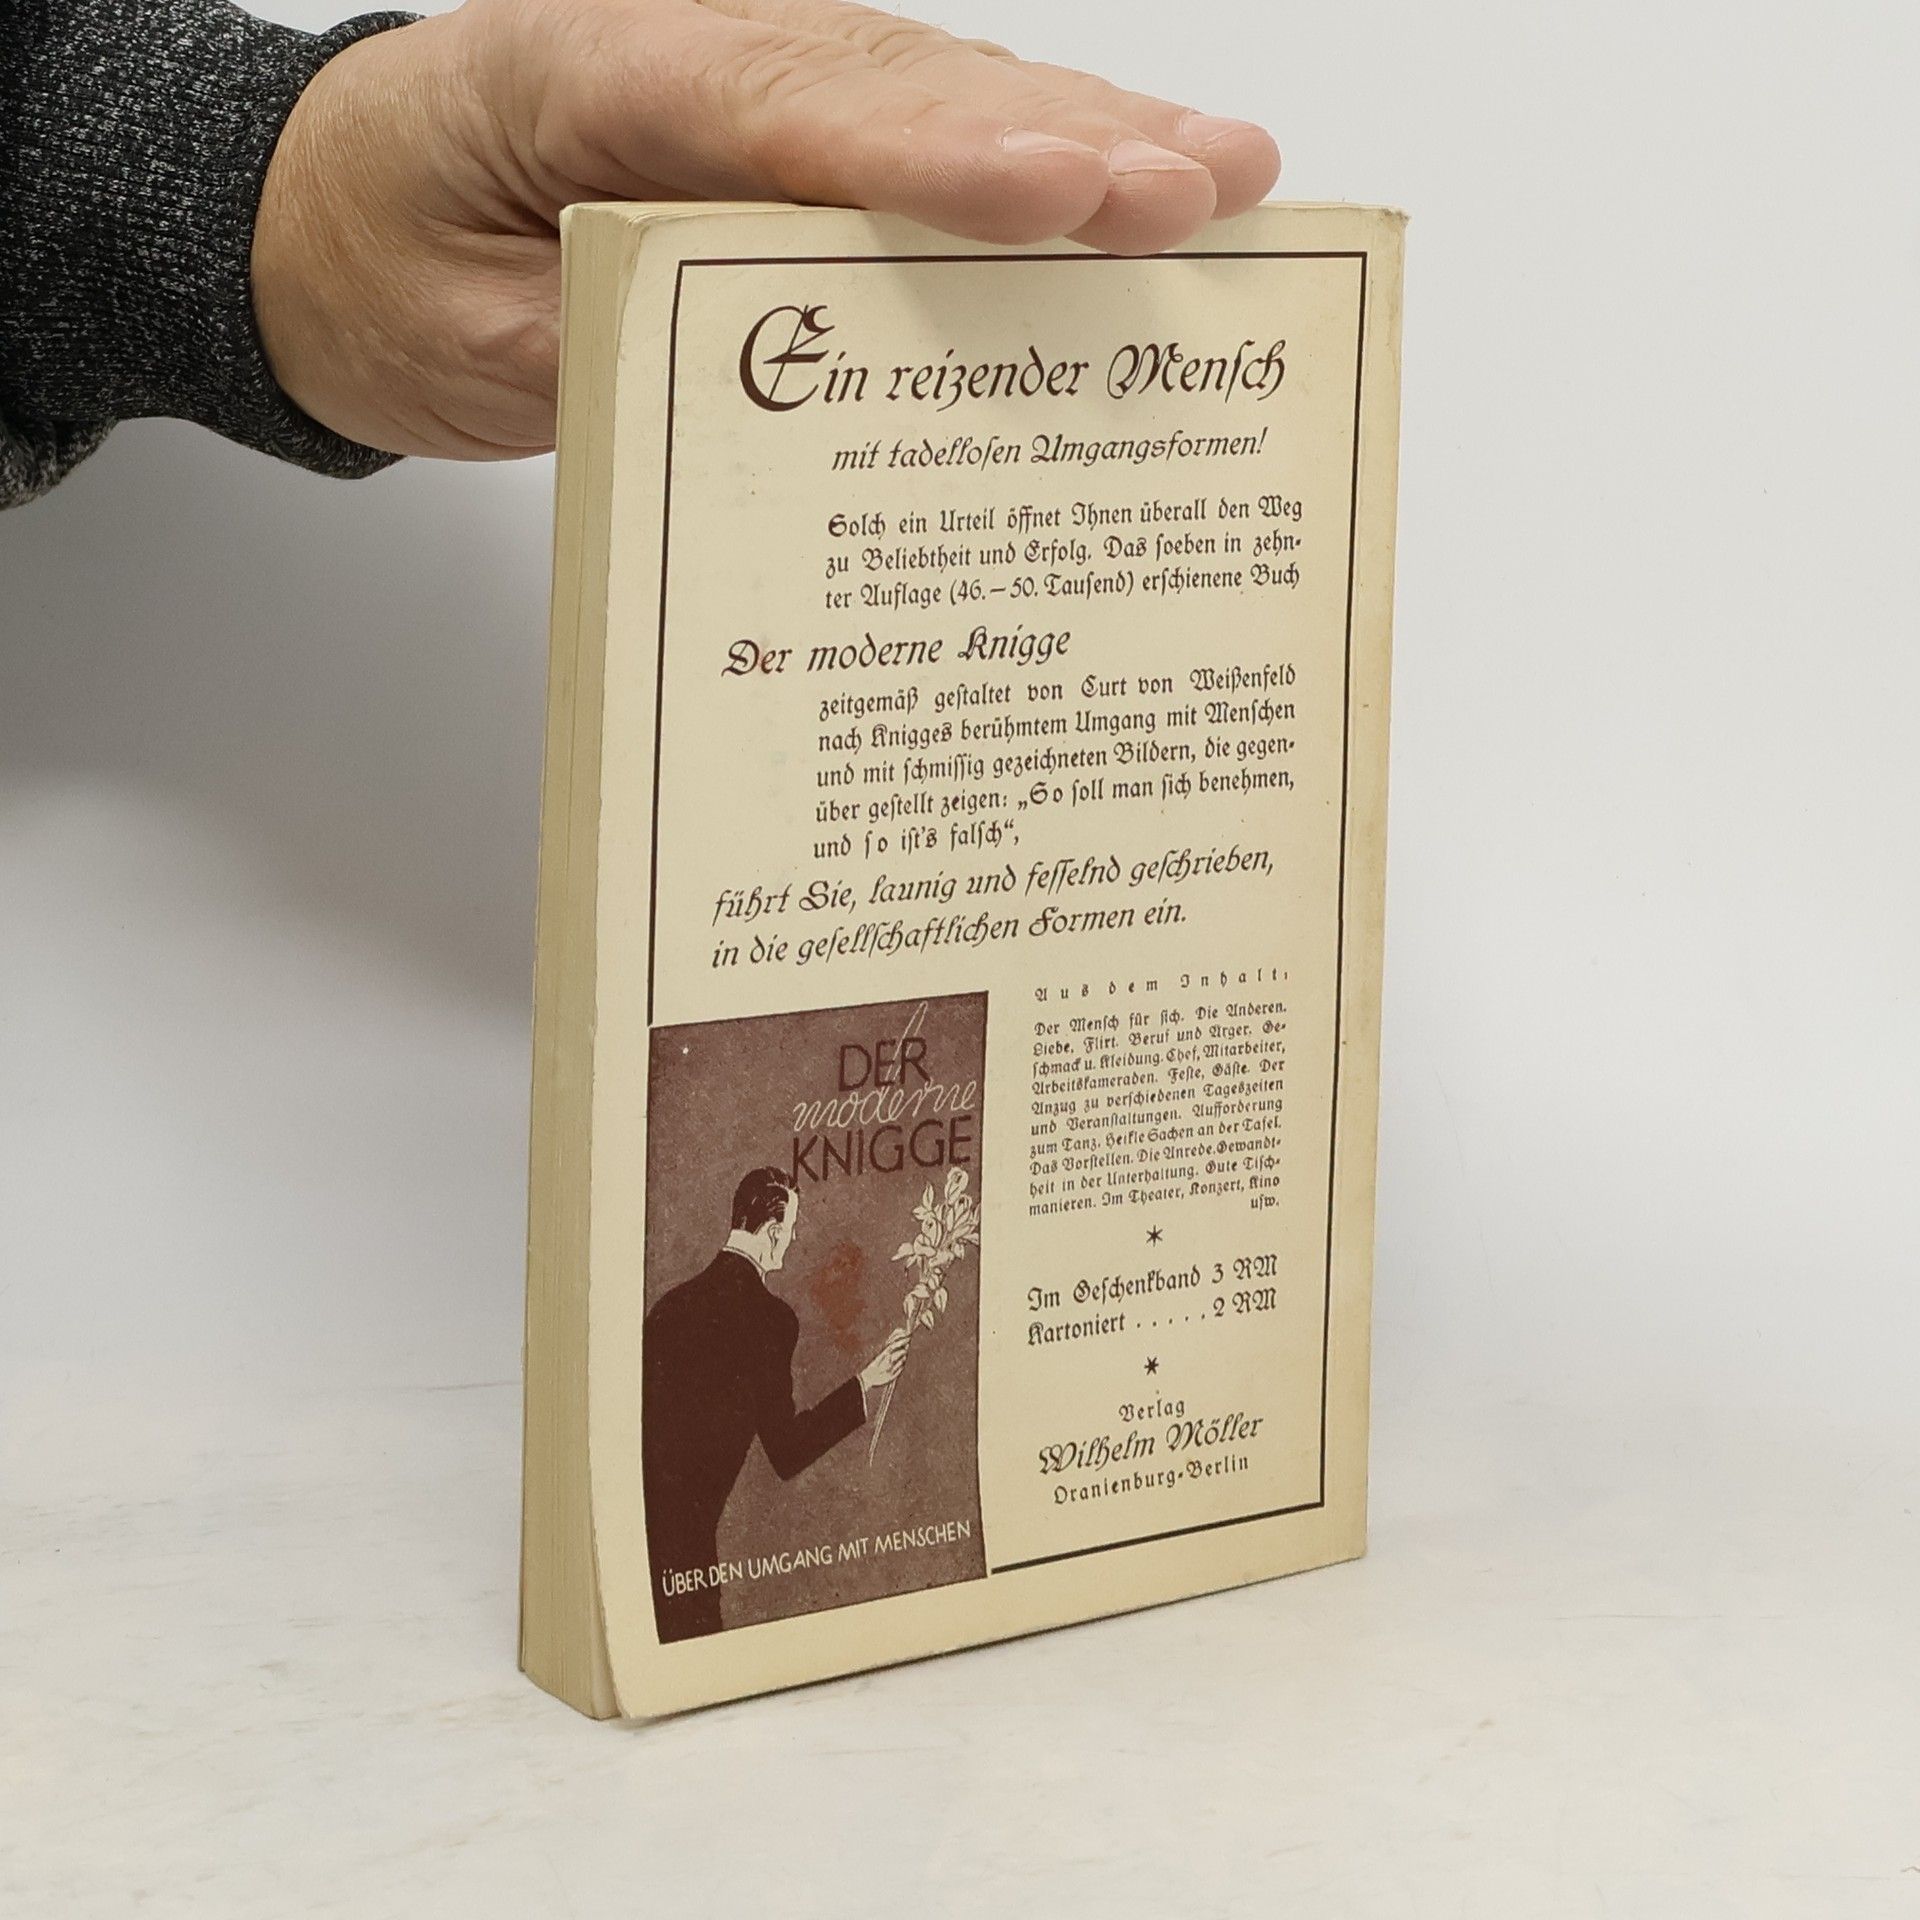 Ein reizender Menſch
mit tadelloſen Umgangsformen!
Solch ein Urteil öffnet Ihnen überall den Weg
zu Beliebtheit und Erfolg. Das ſoeben in zehn-
ter Auflage (46.–50. Tauſend) erſchienene Buch
Der moderne Knigge
zeitgemäß geſtaltet von Curt von Weißenfeld
nach Knigges berühmtem Umgang mit Menſchen
und mit ſchmiſſig gezeichneten Bildern, die gegen-
über geſtellt zeigen: „So ſoll man ſich benehmen,
und ſo iſt's falſch“,
führt Sie, launig und feſſelnd geſchrieben,
in die geſellſchaftlichen Formen ein.
Aus dem Inhalt:
Der Menſch für ſich. Die Anderen.
Liebe, Flirt. Beruf und Ärger. Ge-
ſchmack u. Kleidung. Chef, Mitarbeiter,
Arbeitskameraden. Feſte, Gäſte. Der
Anzug zu verſchiedenen Tageszeiten
und Veranſtaltungen. Aufforderung
zum Tanz. Heikle Sachen an der Tafel.
Das Vorſtellen. Die Anrede. Gewandt-
heit in der Unterhaltung. Gute Tiſch-
manieren. Im Theater, Konzert, Kino
uſw.
*
Im Geſchenkband 3 RM
Kartoniert . . . . . 2 RM
*
Verlag
Wilhelm Möller
Oranienburg-Berlin
DER
moderne
KNIGGE
ÜBER DEN UMGANG MIT MENSCHEN